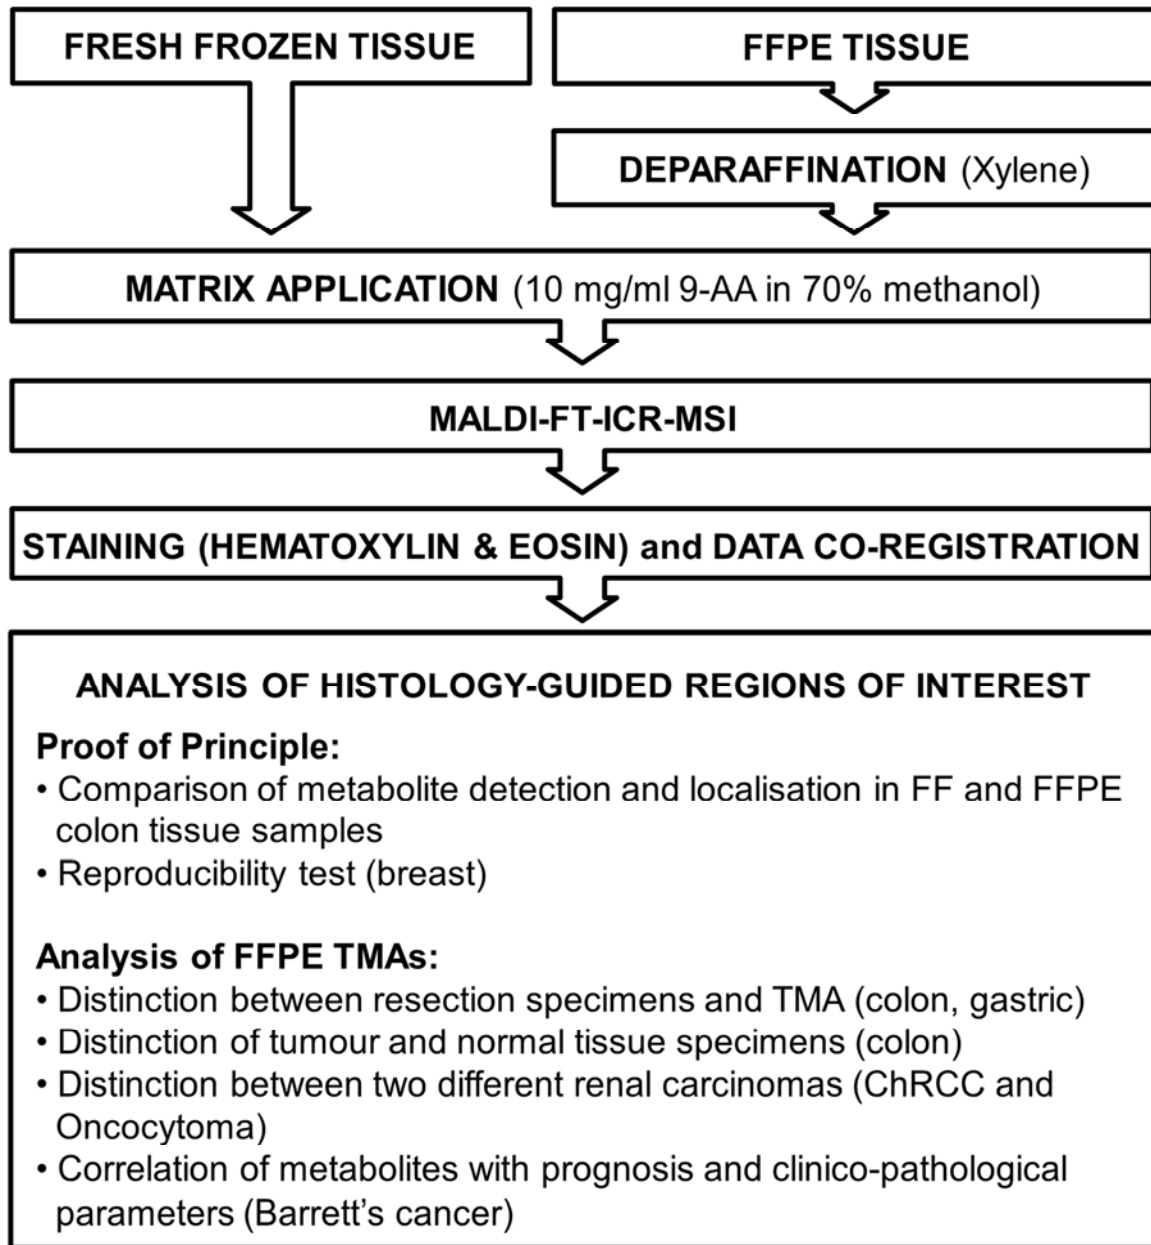 FRESH FROZEN TISSUE
FFPE TISSUE
DEPARAFFINATION (Xylene)
MATRIX APPLICATION (10 mg/ml 9-AA in 70% methanol)
MALDI-FT-ICR-MSI
STAINING (HEMATOXYLIN & EOSIN) and DATA CO-REGISTRATION
ANALYSIS OF HISTOLOGY-GUIDED REGIONS OF INTEREST
Proof of Principle:
• Comparison of metabolite detection and localisation in FF and FFPE
colon tissue samples
• Reproducibility test (breast)
Analysis of FFPE TMAs:
• Distinction between resection specimens and TMA (colon, gastric)
• Distinction of tumour and normal tissue specimens (colon)
• Distinction between two different renal carcinomas (ChRCC and
Oncocytoma)
• Correlation of metabolites with prognosis and clinico-pathological
parameters (Barrett’s cancer)